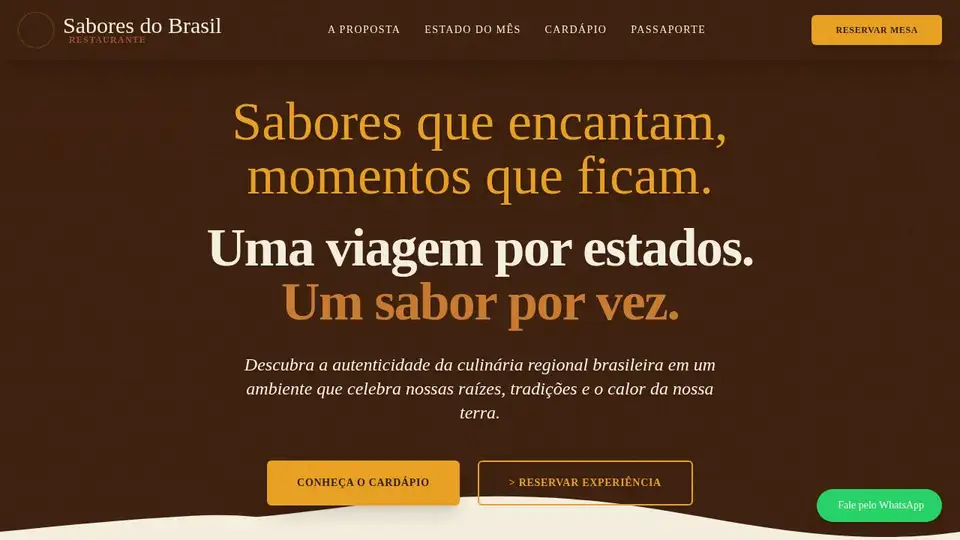 Sabores do Brasil
RESTAURANTE
A PROPOSTA
ESTADO DO MÊS
CARDÁPIO
PASSAPORTE
RESERVAR MESA
Sabores que encantam,
momentos que ficam.
Uma viagem por estados.
Um sabor por vez.
Descubra a autenticidade da culinária regional brasileira em um
ambiente que celebra nossas raízes, tradições e o calor da nossa
terra.
CONHEÇA O CARDÁPIO
> RESERVAR EXPERIÊNCIA
Fale pelo WhatsApp